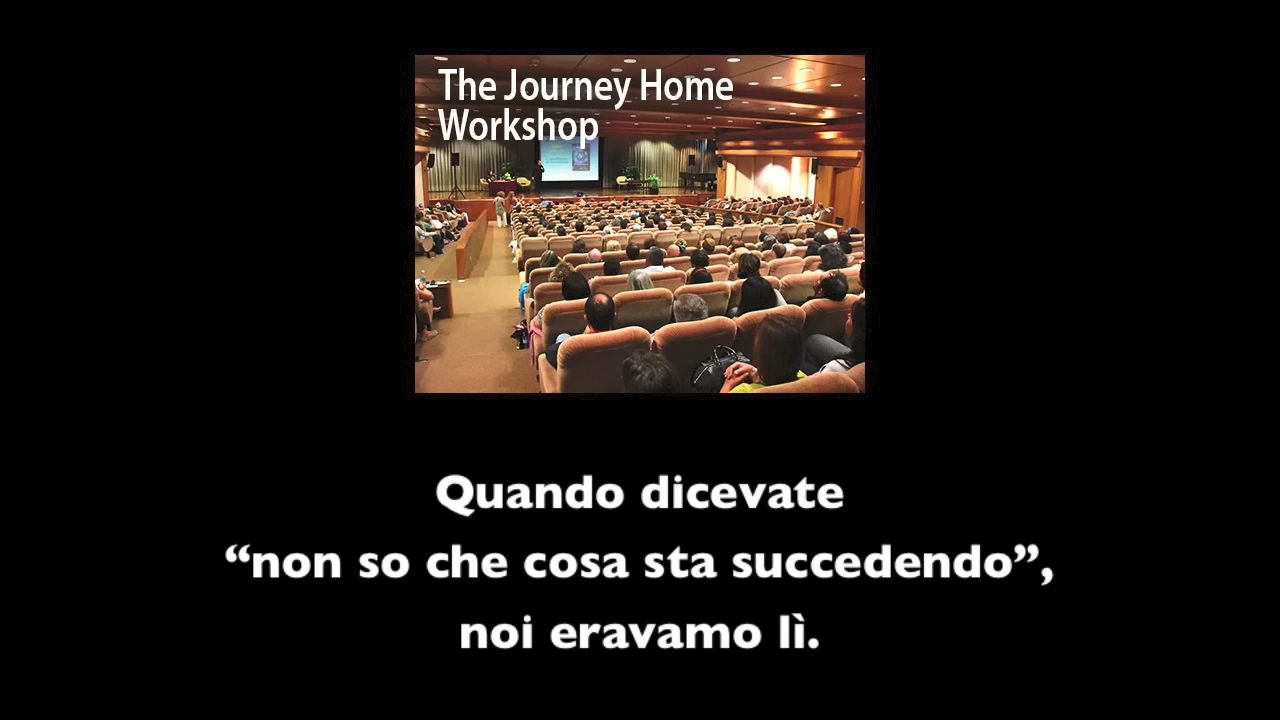 The Journey Home
Workshop
Quando dicevate
“non so che cosa sta succedendo”,
noi eravamo lì.